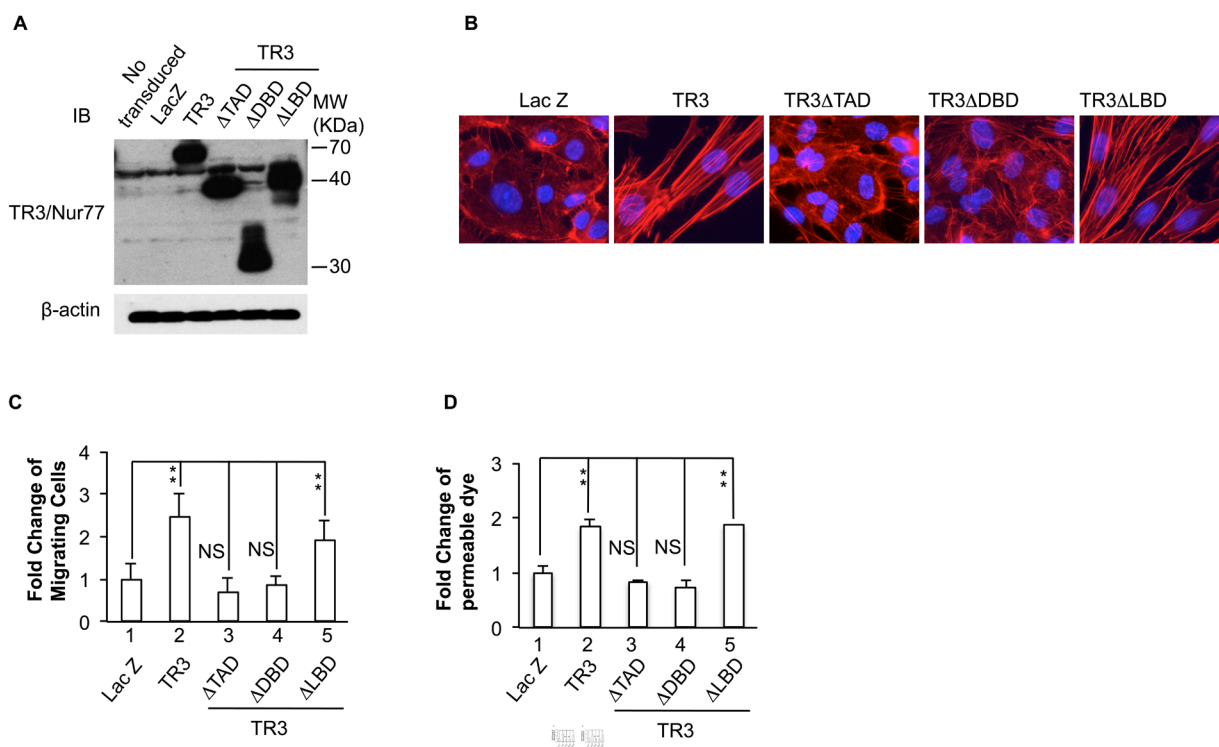 A
TR3
No
transduced
LacZ
TR3
ΔTAD
ΔDBD
ΔLBD
IB
MW
(KDa)
70
40
30
TR3/Nur77
β-actin
B
Lac Z
TR3
TR3ΔTAD
TR3ΔDBD
TR3ΔLBD
C
Fold Change of
Migrating Cells
4
3
2
1
0
**
NS
NS
**
1 2 3 4 5
Lac Z
TR3
ΔTAD
ΔDBD
ΔLBD
TR3
D
Fold Change of
permeable dye
3
2
1
0
**
NS
NS
**
1 2 3 4 5
Lac Z
TR3
ΔTAD
ΔDBD
ΔLBD
TR3